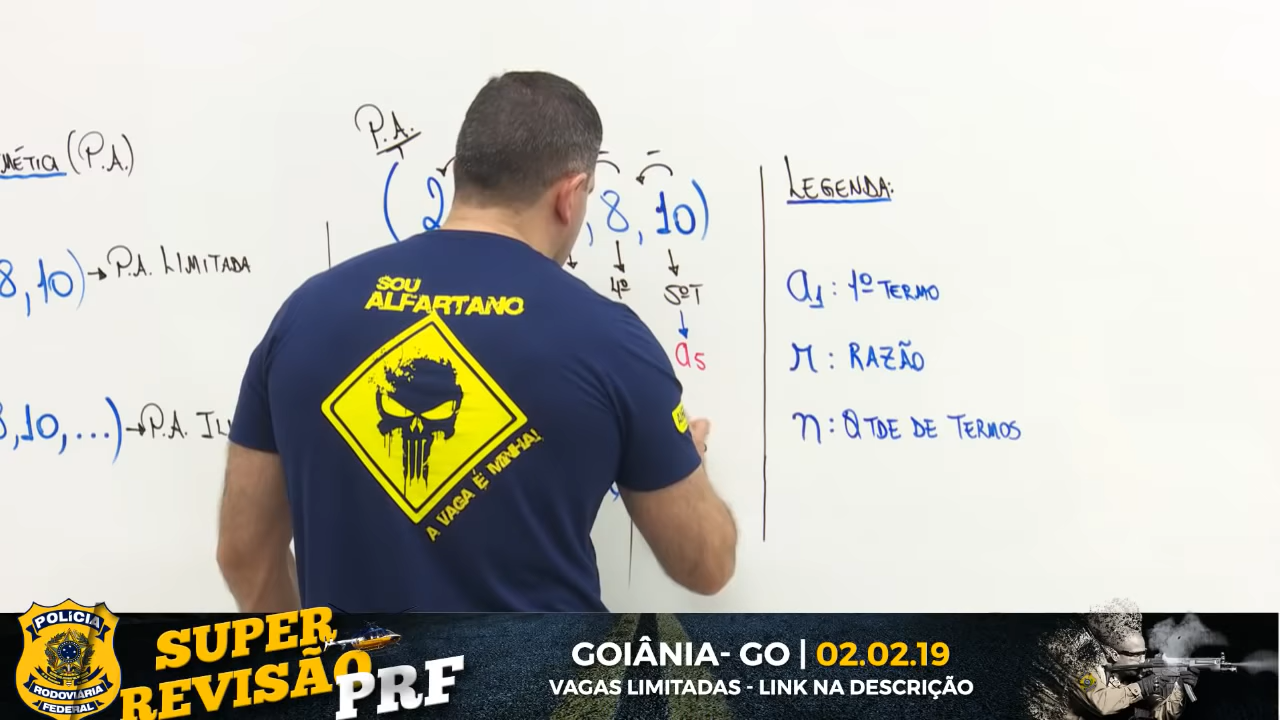 MÉTICA (P.A.)
8, 10) → P.A. LIMITADA
8, 10, ...) → P.A.
P.A.
(2
, 8, 10)
4º
5ºT
a5
LEGENDA:
a1: 1º TERMO
r: RAZÃO
n: QTDE DE TERMOS
SOU
ALFARTANO
A VAGA É MINHA!
POLÍCIA
RODOVIÁRIA
FEDERAL
SUPER
REVISÃO
PRF
GOIÂNIA- GO | 02.02.19
VAGAS LIMITADAS - LINK NA DESCRIÇÃO